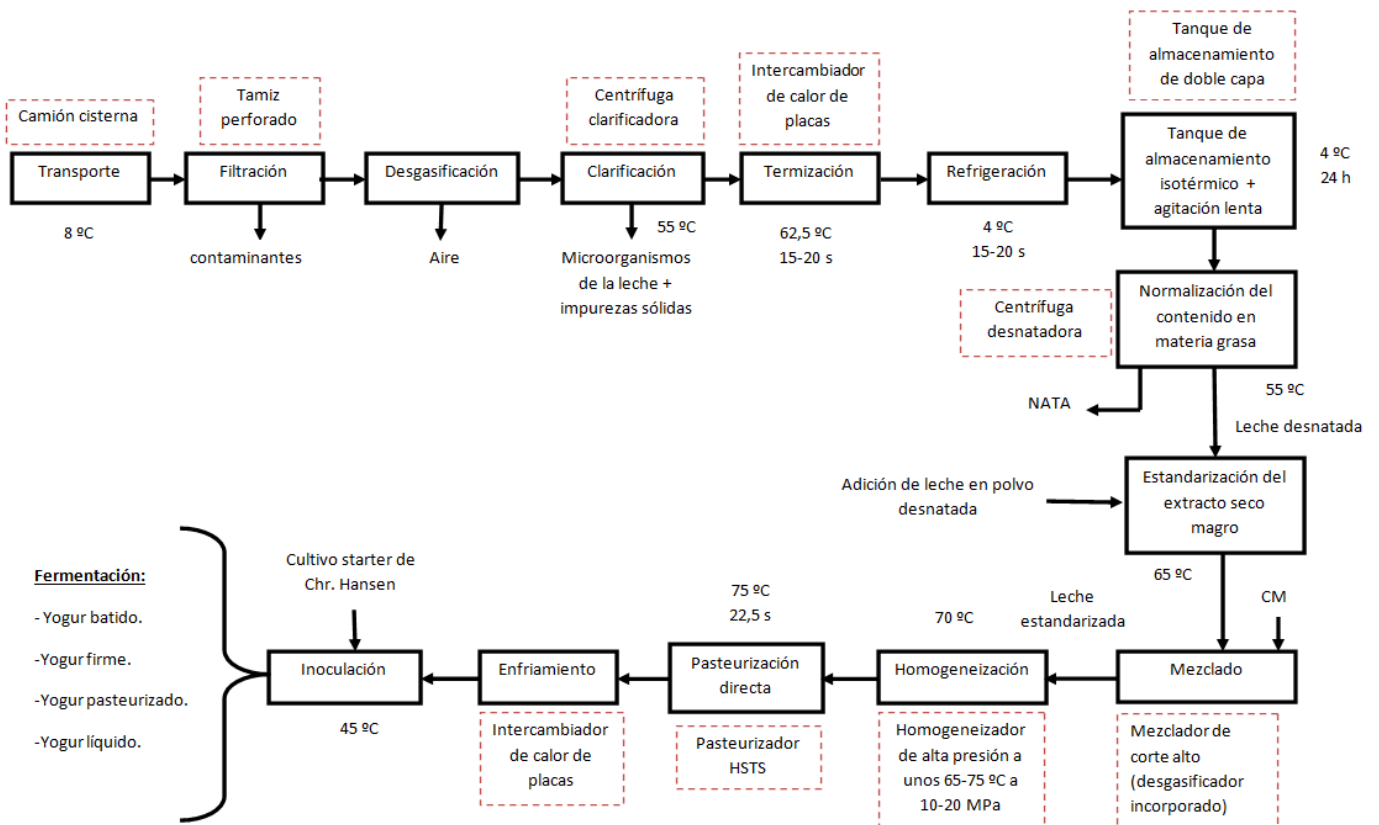 Camión cisterna
Transporte
8 ºC
Tamiz
perforado
Filtración
contaminantes
Desgasificación
Aire
Centrífuga
clarificadora
Clarificación
55 ºC
Microorganismos
de la leche +
impurezas sólidas
Intercambiador
de calor de
placas
Termización
62,5 ºC
15-20 s
Refrigeración
4 ºC
15-20 s
Tanque de
almacenamiento
de doble capa
Tanque de
almacenamiento
isotérmico +
agitación lenta
4 ºC
24 h
Centrífuga
desnatadora
Normalización del
contenido en
materia grasa
NATA
55 ºC
Leche desnatada
Adición de leche en polvo
desnatada
Estandarización del
extracto seco
magro
65 ºC
Leche
estandarizada
CM
Mezclado
Mezclador de
corte alto
(desgasificador
incorporado)
70 ºC
Homogeneización
Homogeneizador
de alta presión a
unos 65-75 ºC a
10-20 MPa
75 ºC
22,5 s
Pasteurización
directa
Pasteurizador
HSTS
Enfriamiento
Intercambiador
de calor de
placas
Cultivo starter de
Chr. Hansen
Inoculación
45 ºC
Fermentación:
- Yogur batido.
-Yogur firme.
-Yogur pasteurizado.
-Yogur líquido.